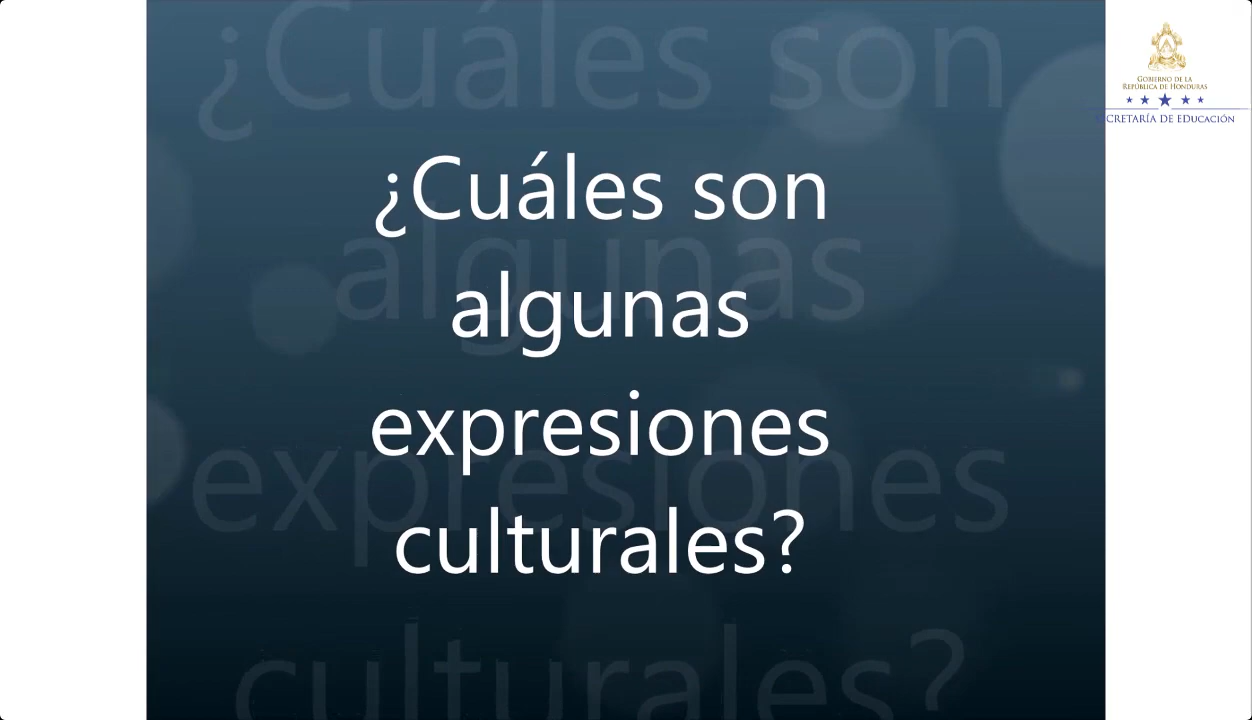 ¿Cuáles son
algunas
expresiones
culturales?
GOBIERNO DE LA
REPÚBLICA DE HONDURAS
SECRETARÍA DE EDUCACIÓN